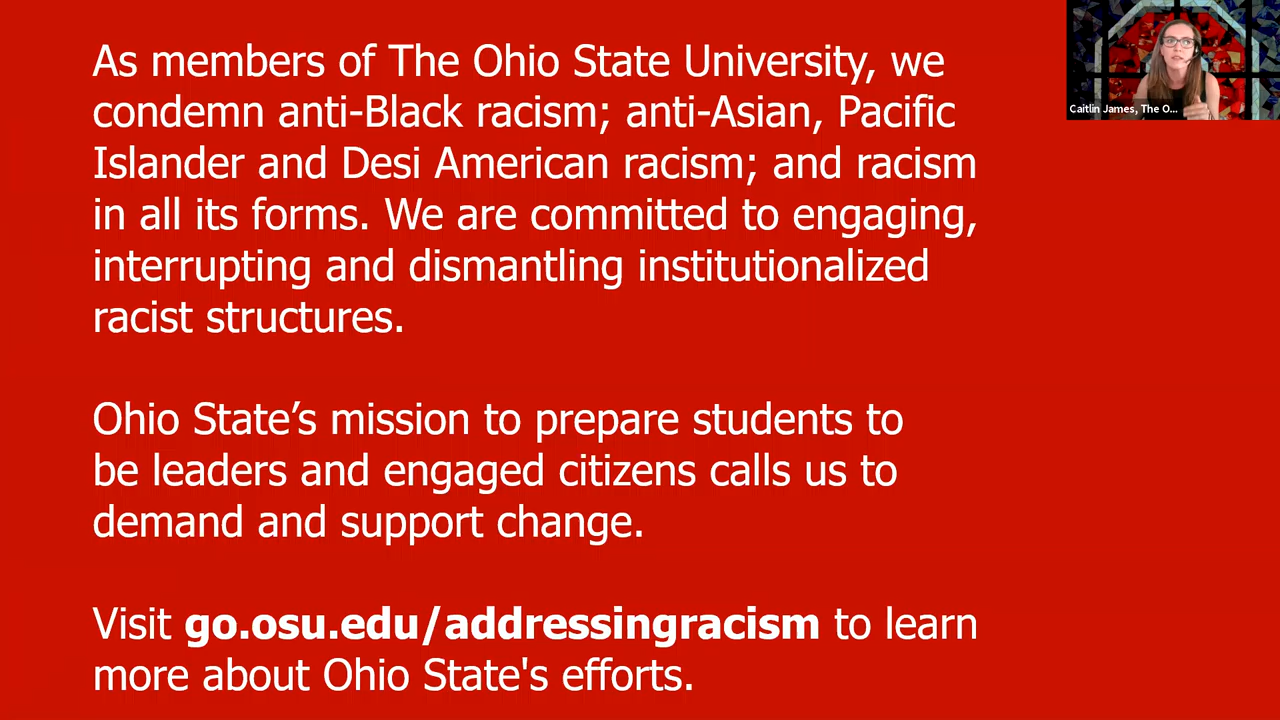 As members of The Ohio State University, we
condemn anti-Black racism; anti-Asian, Pacific
Islander and Desi American racism; and racism
in all its forms. We are committed to engaging,
interrupting and dismantling institutionalized
racist structures.
Ohio State’s mission to prepare students to
be leaders and engaged citizens calls us to
demand and support change.
Visit go.osu.edu/addressingracism to learn
more about Ohio State's efforts.
Caitlin James, The O...